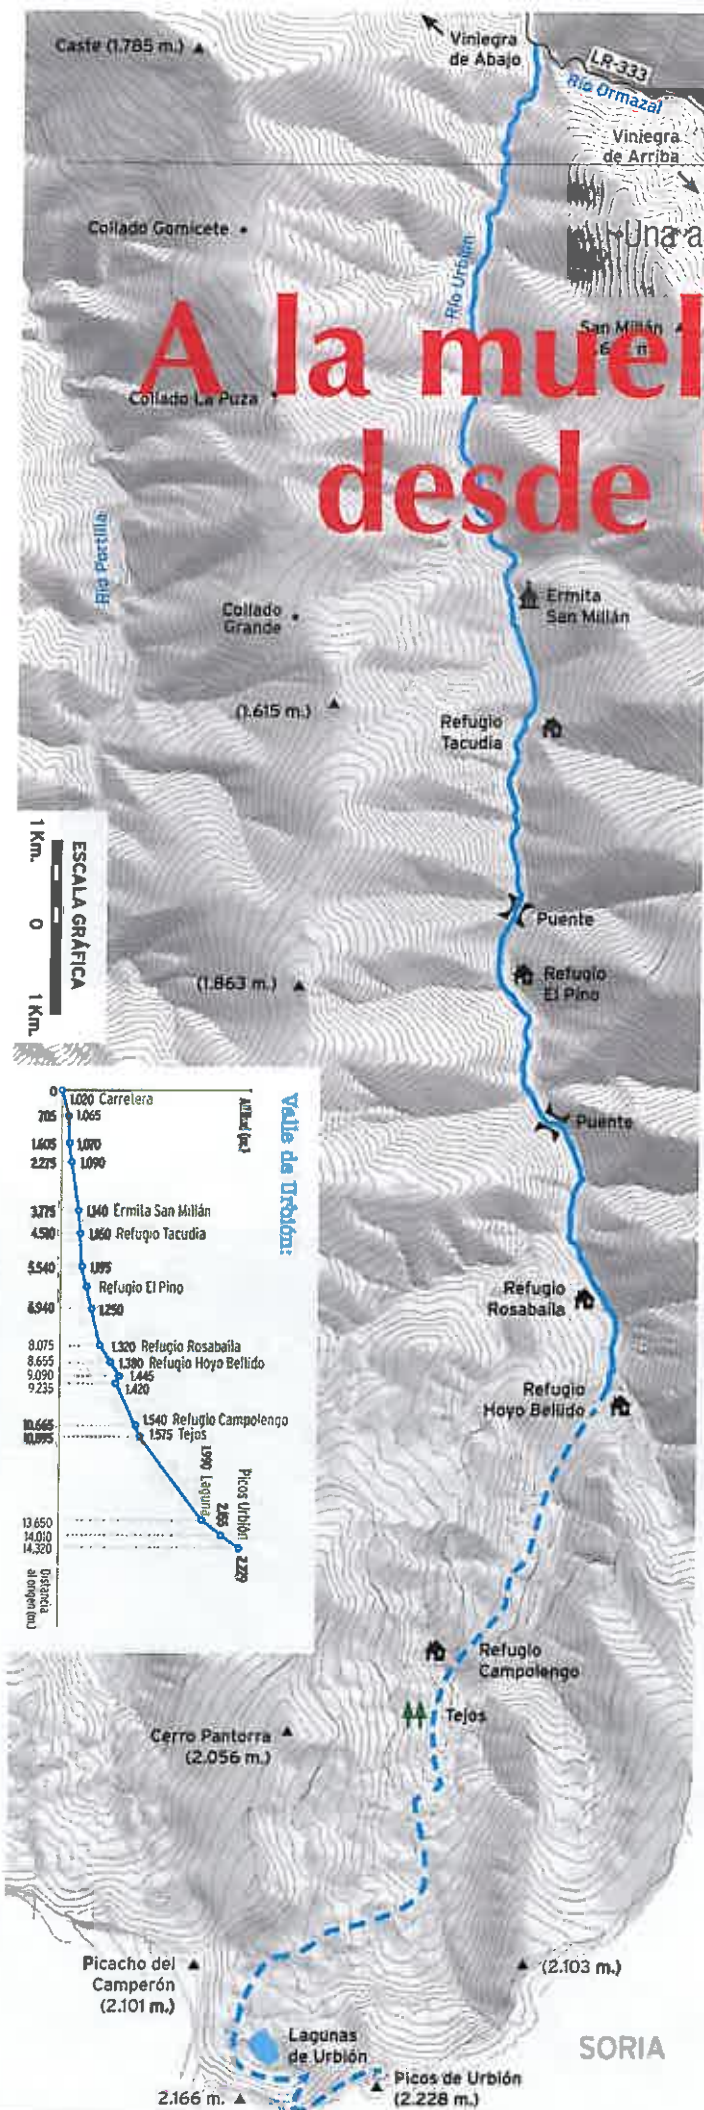 Caste (1.785 m.)
Viniegra
de Abajo
LR-333
Río Ormazal
Viniegra
de Arriba
Collado Gomicete
Río Urbión
Una a
San Millán
A la muel
Collado La Puza
desde
Río Portilla
Ermita
San Millán
Collado
Grande
(1.615 m.)
Refugio
Tacudia
ESCALA GRÁFICA
1 Km.
0
1 Km.
Puente
(1.863 m.)
Refugio
El Pino
Puente
Valle de Urbión:
Altitud (m.)
0
1.020 Carretera
705
1.065
1.605
1.070
2.275
1.090
3.775
1.140 Ermita San Millán
1.160 Refugio Tacudia
5.540
1.195
Refugio El Pino
6.940
1.250
8.075
1.320 Refugio Rosabaila
8.655
1.380 Refugio Hoyo Bellido
9.090
1.445
9.235
1.420
10.665
1.540 Refugio Campolengo
1.575 Tejos
13.650
1.990 Laguna
14.010
2.165
14.320
2.229
Picos Urbión
Distancia
al origen (m.)
Refugio
Rosabaila
Refugio
Hoyo Bellido
Refugio
Campolengo
Tejos
Cerro Pantorra
(2.056 m.)
Picacho del
Camperón
(2.101 m.)
(2.103 m.)
Lagunas
de Urbión
SORIA
Picos de Urbión
(2.228 m.)
2.166 m.